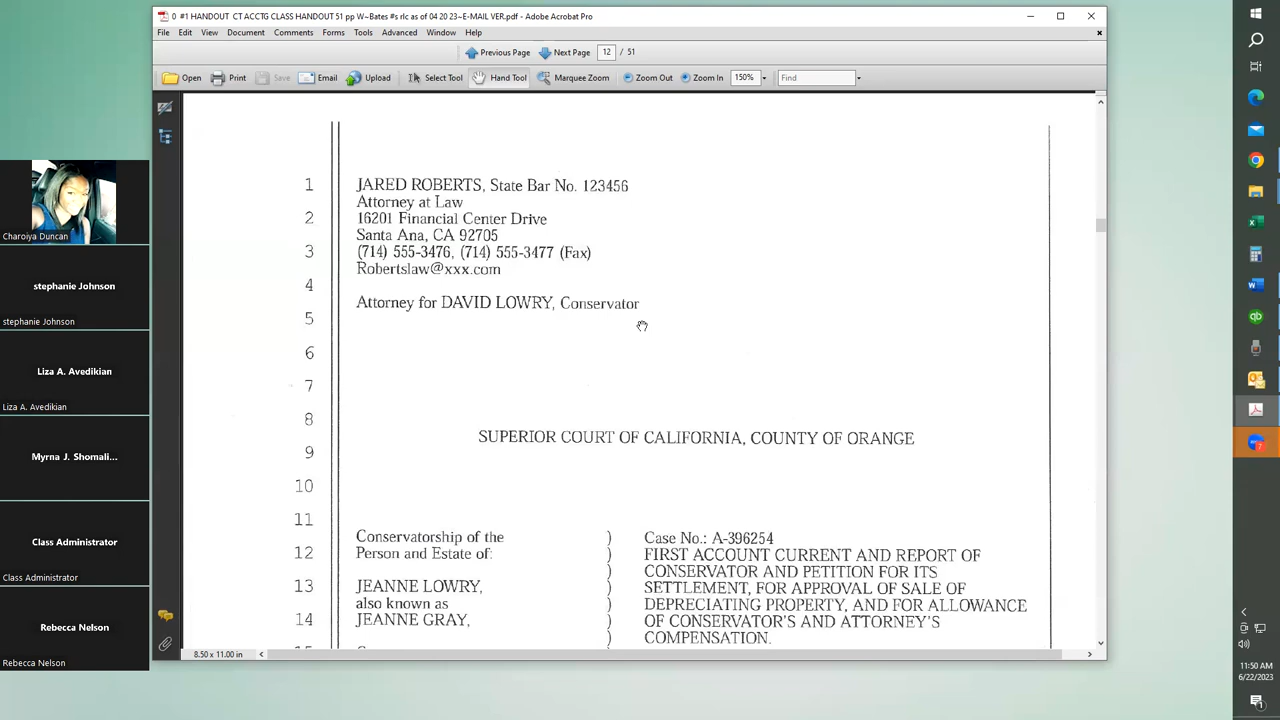 0 #1 HANDOUT CT ACCTG CLASS HANDOUT 51 pp W~Bates #s rlc as of 04 20 23~E-MAIL VER.pdf - Adobe Acrobat Pro
File Edit View Document Comments Forms Tools Advanced Window Help
Previous Page Next Page 12 / 51
Open Print Save Email Upload Select Tool Hand Tool Marquee Zoom Zoom Out Zoom In 150% Find
1 JARED ROBERTS, State Bar No. 123456
Attorney at Law
2 16201 Financial Center Drive
Santa Ana, CA 92705
3 (714) 555-3476, (714) 555-3477 (Fax)
Robertslaw@xxx.com
4
Attorney for DAVID LOWRY, Conservator
5
6
7
8
SUPERIOR COURT OF CALIFORNIA, COUNTY OF ORANGE
9
10
11
Conservatorship of the ) Case No.: A-396254
12 Person and Estate of: ) FIRST ACCOUNT CURRENT AND REPORT OF
) CONSERVATOR AND PETITION FOR ITS
13 JEANNE LOWRY, ) SETTLEMENT, FOR APPROVAL OF SALE OF
also known as ) DEPRECIATING PROPERTY, AND FOR ALLOWANCE
14 JEANNE GRAY, ) OF CONSERVATOR'S AND ATTORNEY'S
) COMPENSATION.
8.50 x 11.00 in
Charoiya Duncan
stephanie Johnson
stephanie Johnson
Liza A. Avedikian
Liza A. Avedikian
Myrna J. Shomali...
Class Administrator
Class Administrator
Rebecca Nelson
Rebecca Nelson
11:50 AM
6/22/2023